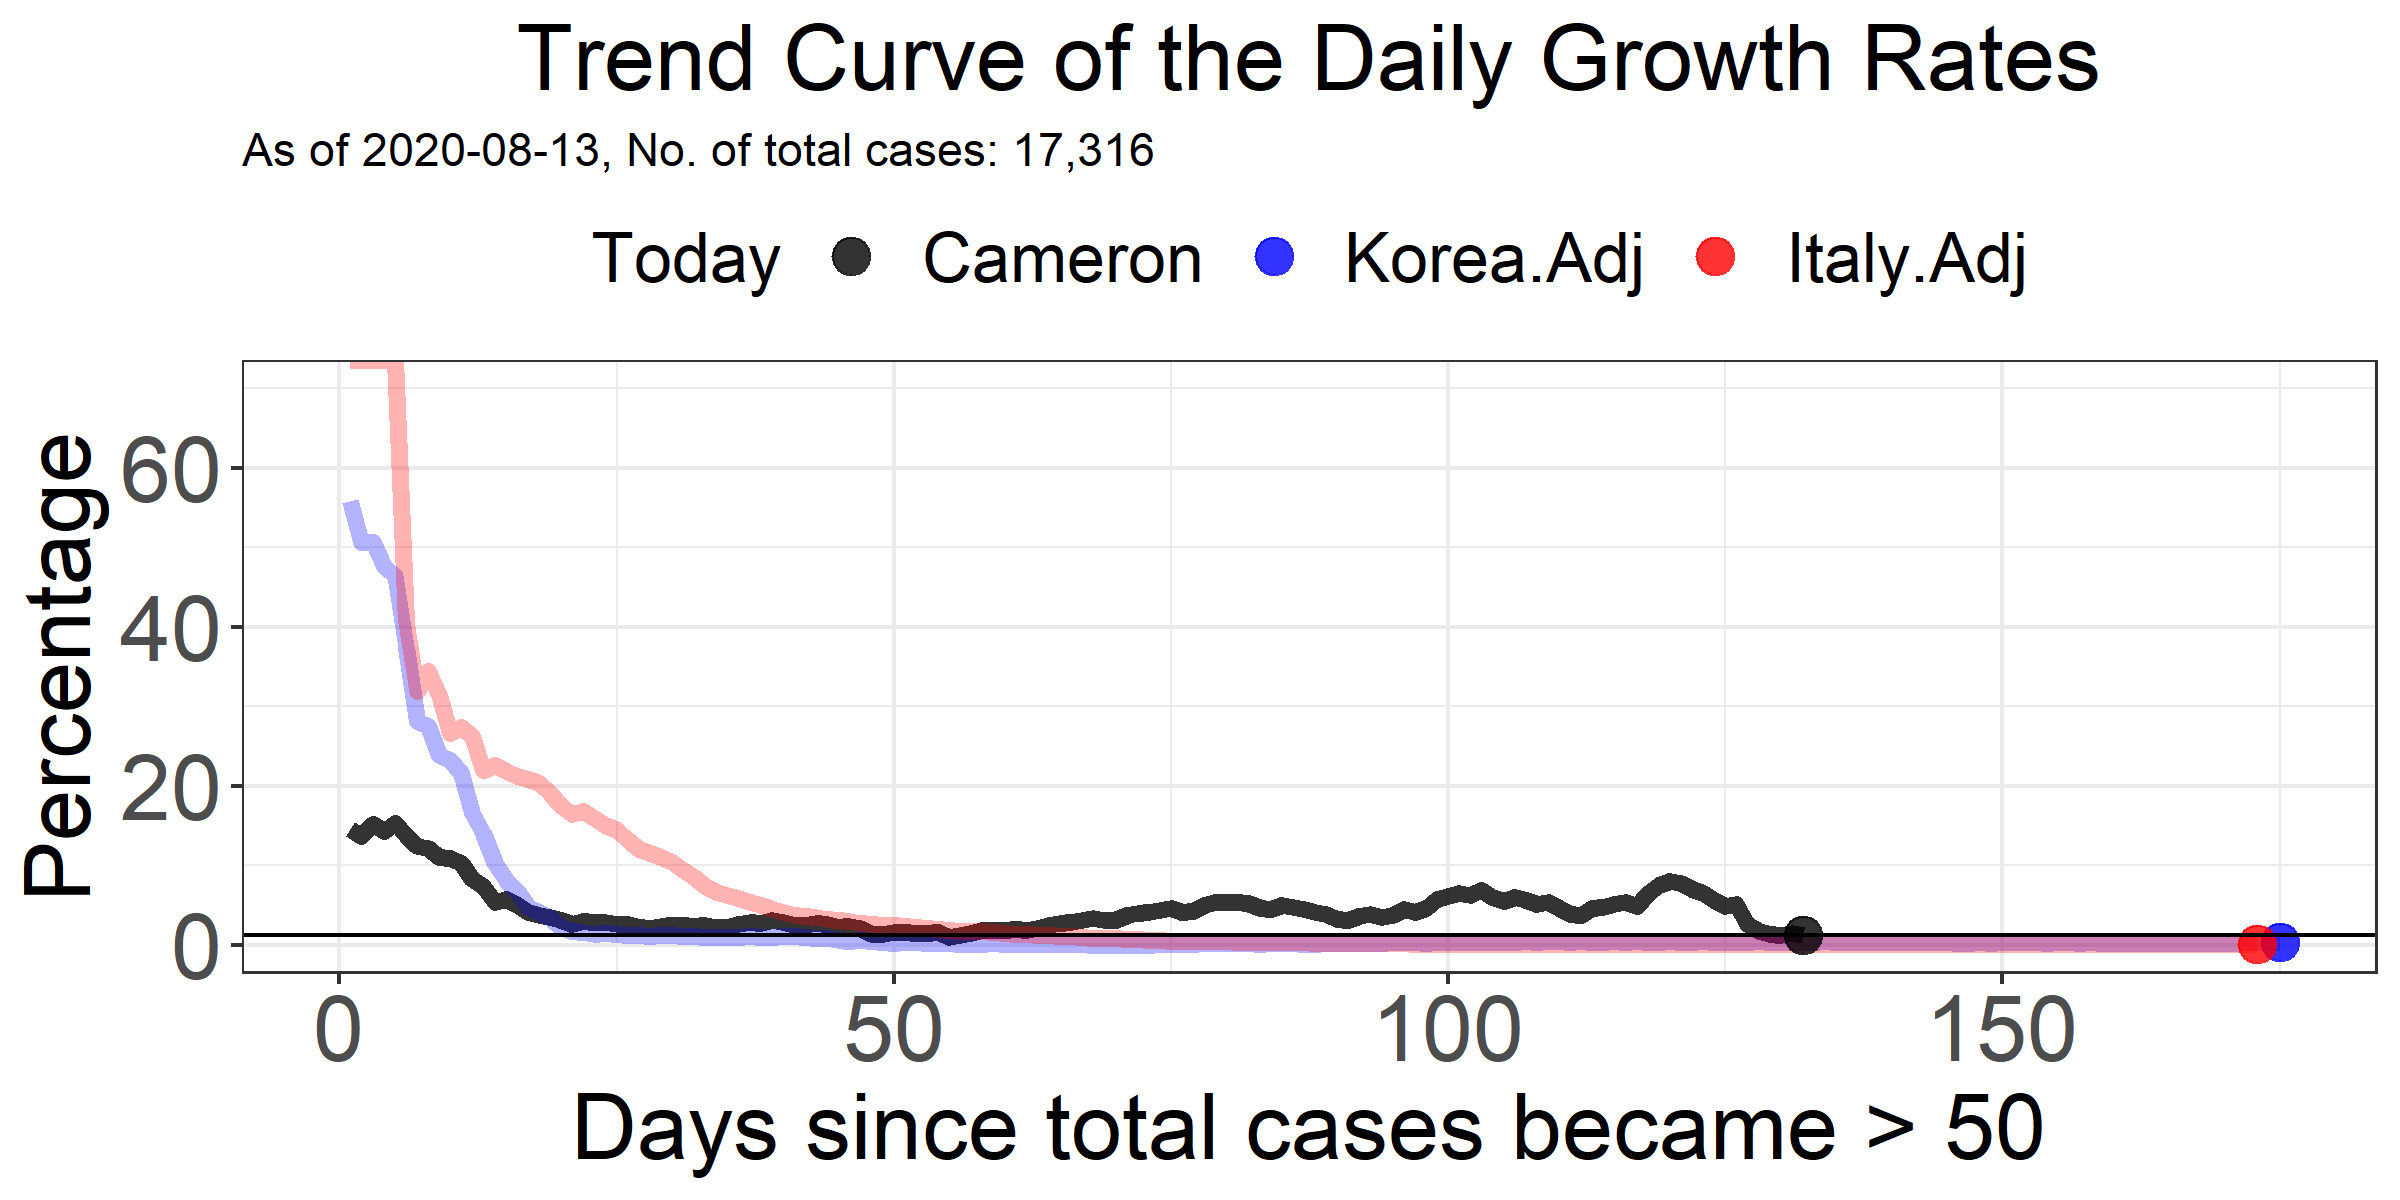 Trend Curve of the Daily Growth Rates
As of 2020-08-13, No. of total cases: 17,316
Today Cameron Korea.Adj Italy.Adj
Percentage
60
40
20
0
0 50 100 150
Days since total cases became > 50